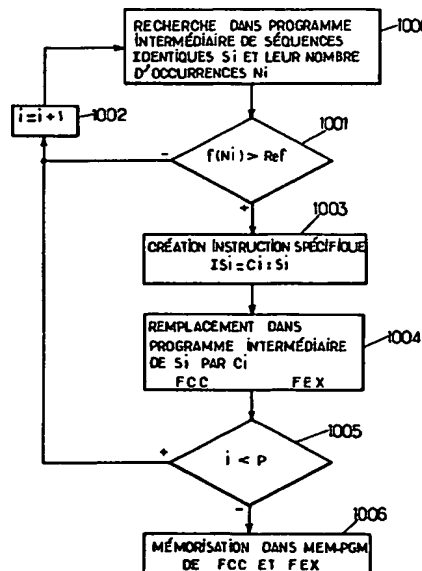 1000
RECHERCHE DANS PROGRAMME
INTERMÉDIAIRE DE SÉQUENCES
IDENTIQUES Si ET LEUR NOMBRE
D'OCCURRENCES Ni
1002
i=i+1
1001
-
f(Ni) > Ref
+
1003
CRÉATION INSTRUCTION SPÉCIFIQUE
ISi=Ci:Si
REMPLACEMENT DANS
PROGRAMME INTERMÉDIAIRE
DE Si PAR Ci
FCC FEX
1004
1005
+
i < P
-
1006
MÉMORISATION DANS MEM-PGM
DE FCC ET FEX